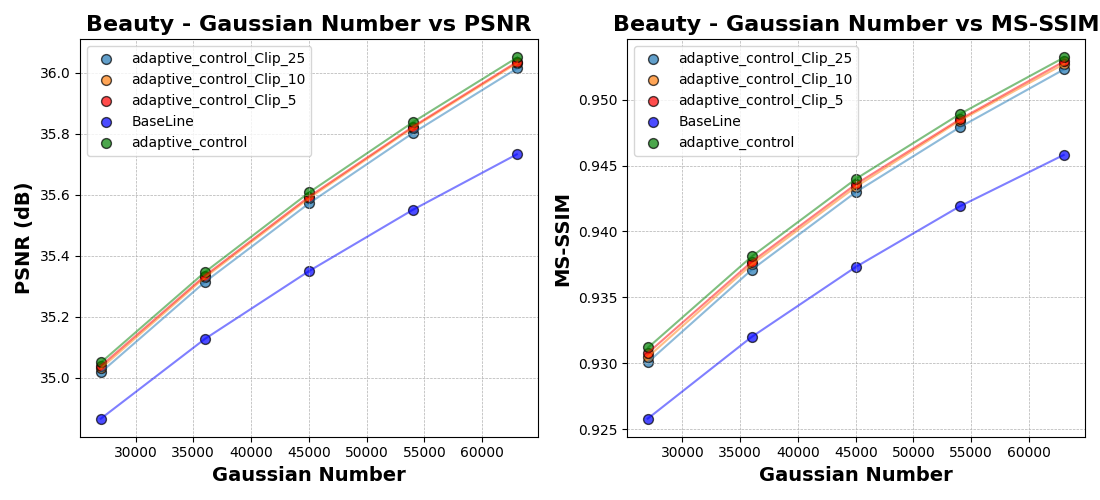 Beauty - Gaussian Number vs PSNR
adaptive_control_Clip_25
adaptive_control_Clip_10
adaptive_control_Clip_5
BaseLine
adaptive_control
PSNR (dB)
36.0
35.8
35.6
35.4
35.2
35.0
30000 35000 40000 45000 50000 55000 60000
Gaussian Number
Beauty - Gaussian Number vs MS-SSIM
adaptive_control_Clip_25
adaptive_control_Clip_10
adaptive_control_Clip_5
BaseLine
adaptive_control
MS-SSIM
0.950
0.945
0.940
0.935
0.930
0.925
30000 35000 40000 45000 50000 55000 60000
Gaussian Number